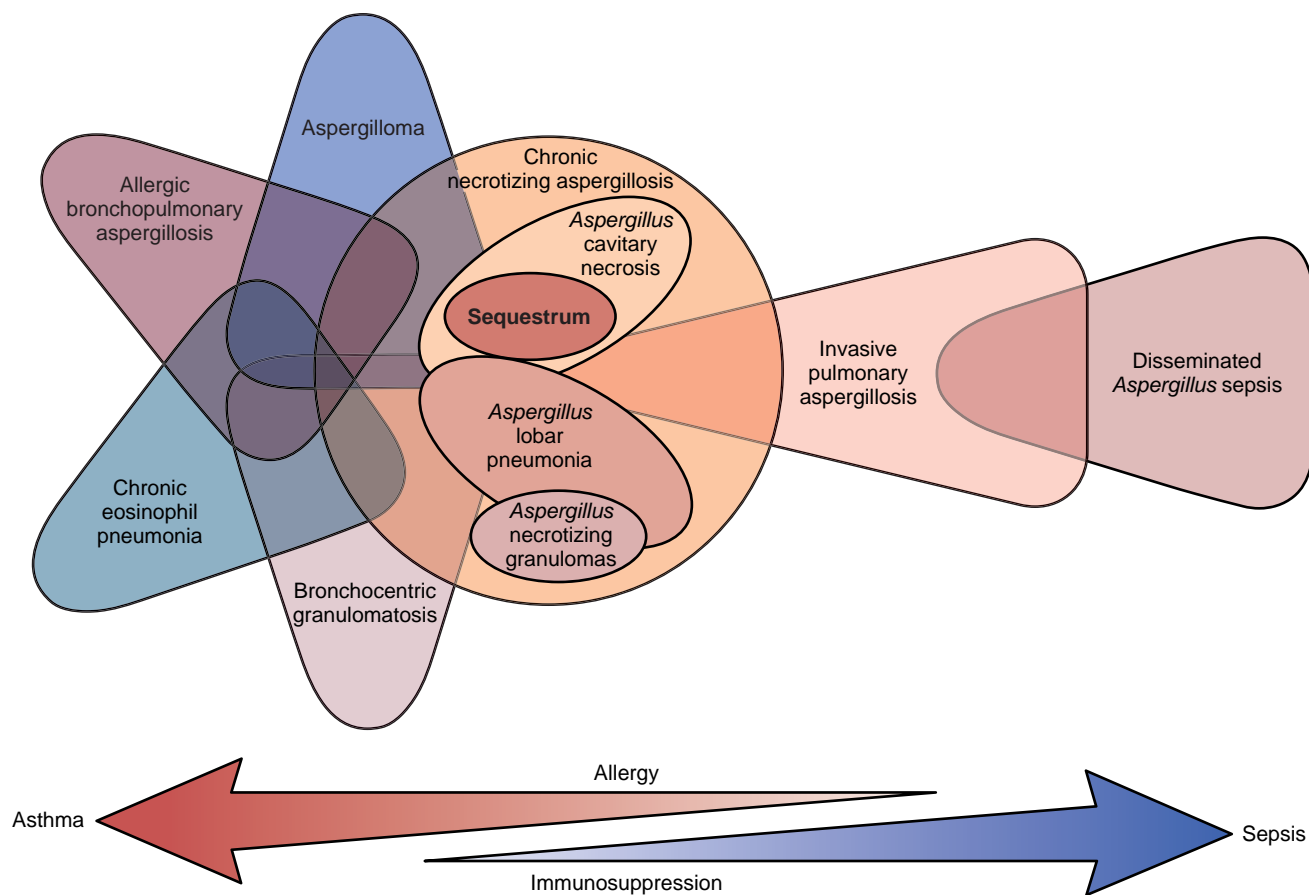 Aspergilloma
Allergic
bronchopulmonary
aspergillosis
Chronic
necrotizing aspergillosis
Aspergillus
cavitary
necrosis
Sequestrum
Invasive
pulmonary
aspergillosis
Disseminated
Aspergillus sepsis
Aspergillus
lobar
pneumonia
Chronic
eosinophil
pneumonia
Aspergillus
necrotizing
granulomas
Bronchocentric
granulomatosis
Allergy
Asthma
Sepsis
Immunosuppression